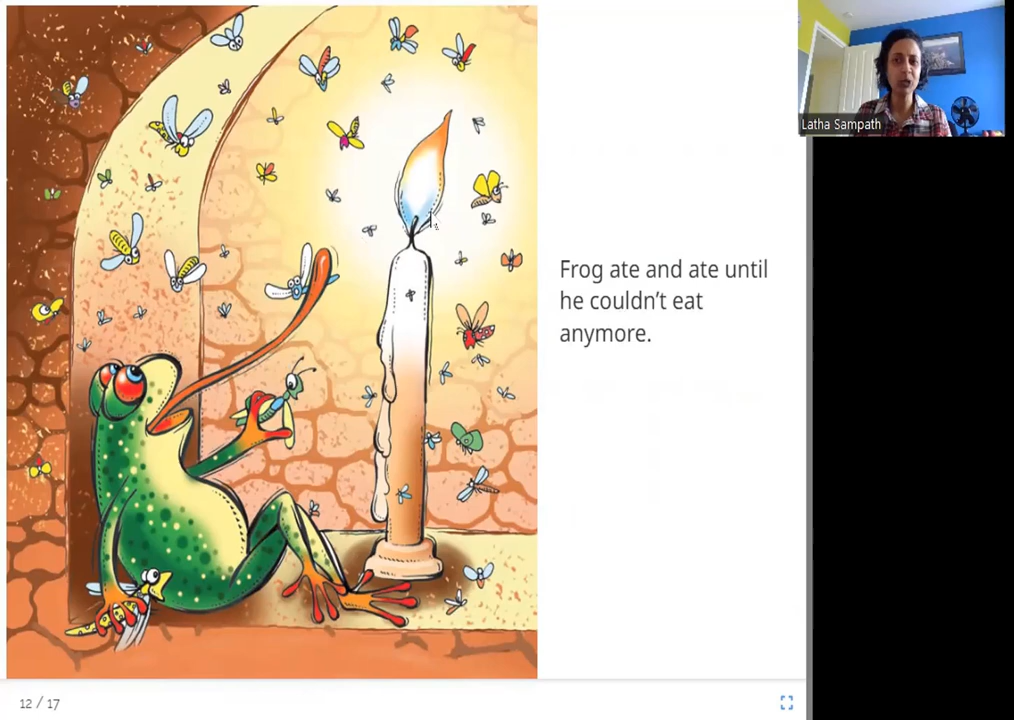 Latha Sampath
Frog ate and ate until
he couldn’t eat
anymore.
12 / 17